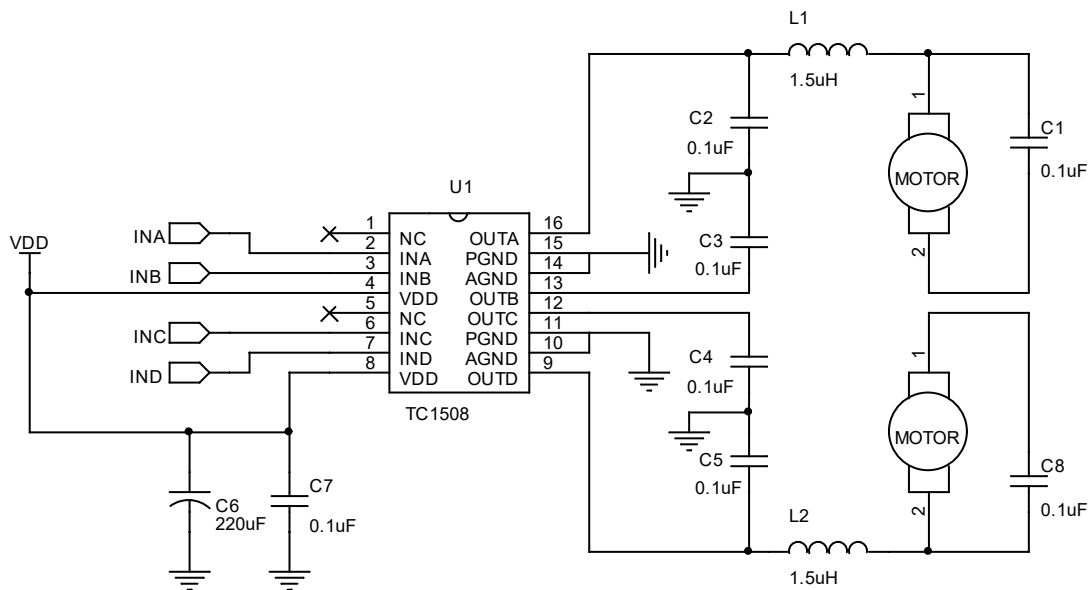 L1
1.5uH
1
C2
0.1uF
C1
0.1uF
MOTOR
2
U1
C3
0.1uF
VDD
INA
INB
INC
IND
1
2
3
4
5
6
7
8
NC
INA
INB
VDD
NC
INC
IND
VDD
OUTA
PGND
AGND
OUTB
OUTC
PGND
AGND
OUTD
16
15
14
13
12
11
10
9
TC1508
C4
0.1uF
C5
0.1uF
1
MOTOR
2
C8
0.1uF
C6
220uF
C7
0.1uF
L2
1.5uH